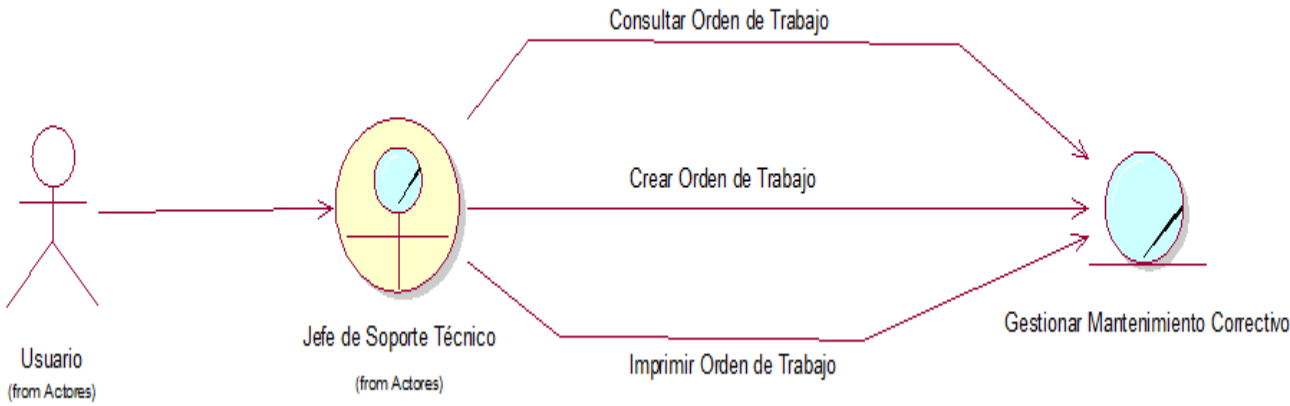 Consultar Orden de Trabajo
Crear Orden de Trabajo
Imprimir Orden de Trabajo
Usuario
(from Actores)
Jefe de Soporte Técnico
(from Actores)
Gestionar Mantenimiento Correctivo